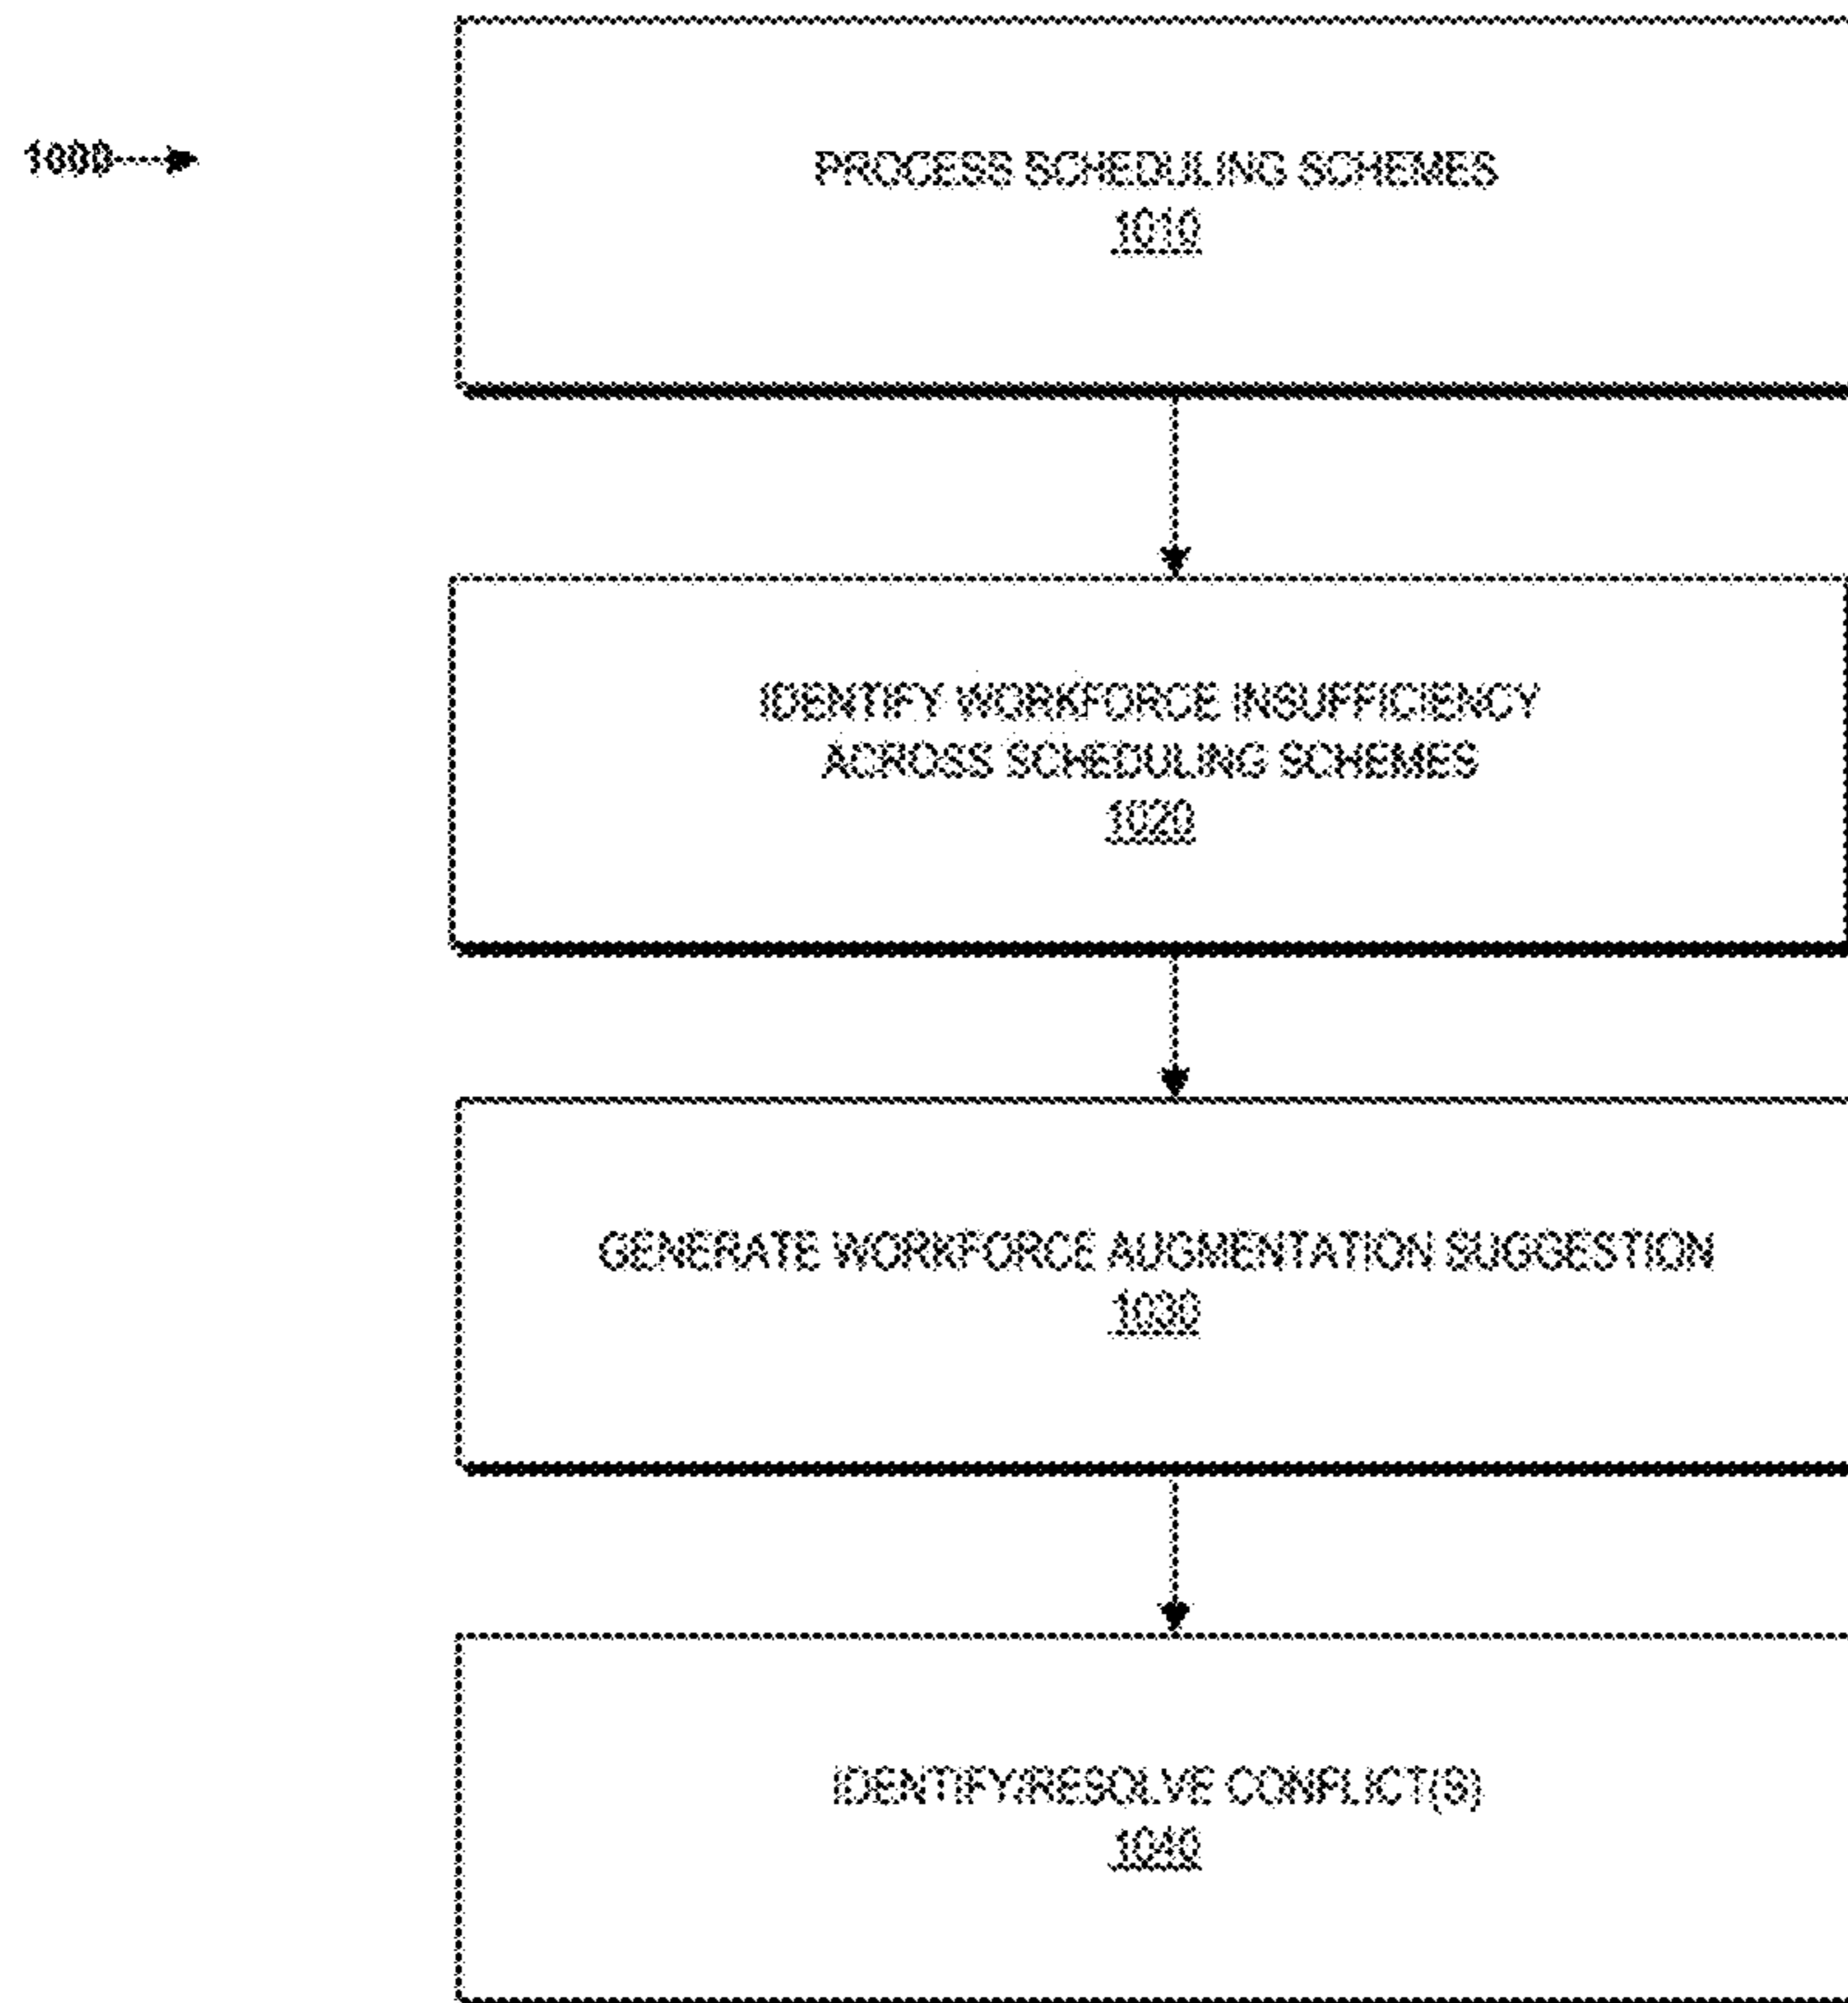 1000
PROCESS SCHEDULING SCHEMES
1010
IDENTIFY WORKFORCE INSUFFICIENCY
ACROSS SCHEDULING SCHEMES
1020
GENERATE WORKFORCE AUGMENTATION SUGGESTION
1030
IDENTIFY/RESOLVE CONFLICT(S)
1040